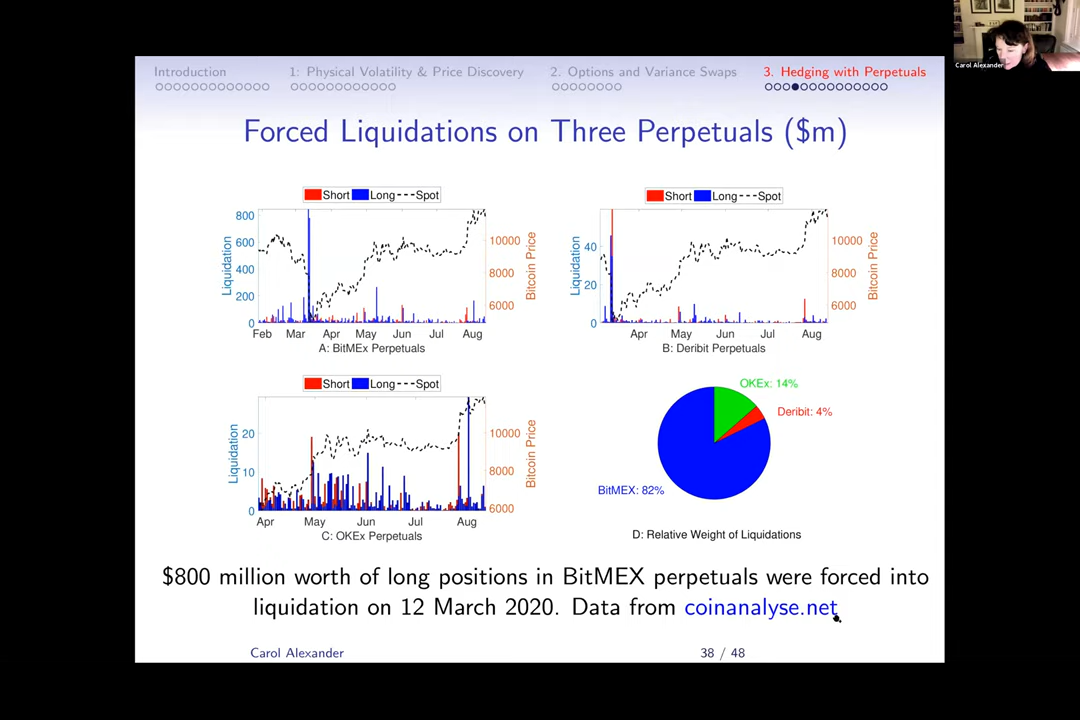 Carol Alexander
Introduction
1: Physical Volatility & Price Discovery
2. Options and Variance Swaps
3. Hedging with Perpetuals
Forced Liquidations on Three Perpetuals ($m)
Short Long Spot
800
600
400
200
0
Liquidation
10000
8000
6000
Bitcoin Price
Feb Mar Apr May Jun Jul Aug
A: BitMEx Perpetuals
Short Long Spot
40
20
0
Liquidation
10000
8000
6000
Bitcoin Price
Apr May Jun Jul Aug
B: Deribit Perpetuals
Short Long Spot
20
10
0
Liquidation
10000
8000
6000
Bitcoin Price
Apr May Jun Jul Aug
C: OKEx Perpetuals
OKEx: 14%
Deribit: 4%
BitMEX: 82%
D: Relative Weight of Liquidations
$800 million worth of long positions in BitMEX perpetuals were forced into
liquidation on 12 March 2020. Data from coinanalyse.net
Carol Alexander
38 / 48